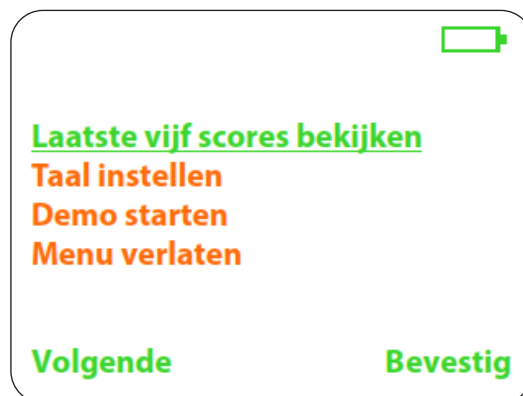 Laatste vijf scores bekijken
Taal instellen
Demo starten
Menu verlaten
Volgende Bevestig